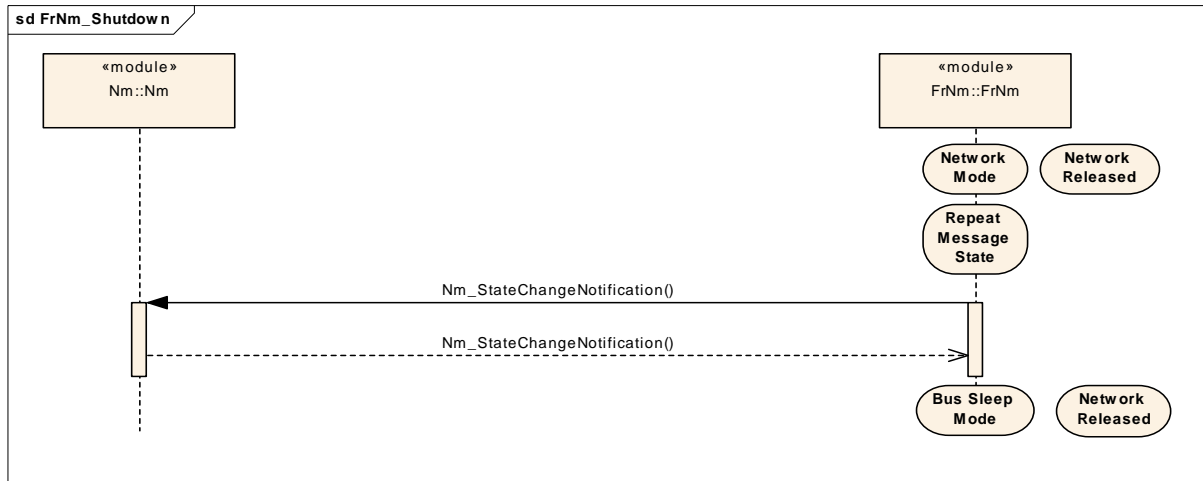 sd FrNm_Shutdown
«module»
Nm::Nm
«module»
FrNm::FrNm
Network
Mode
Network
Released
Repeat
Message
State
Nm_StateChangeNotification()
Nm_StateChangeNotification()
Bus Sleep
Mode
Network
Released